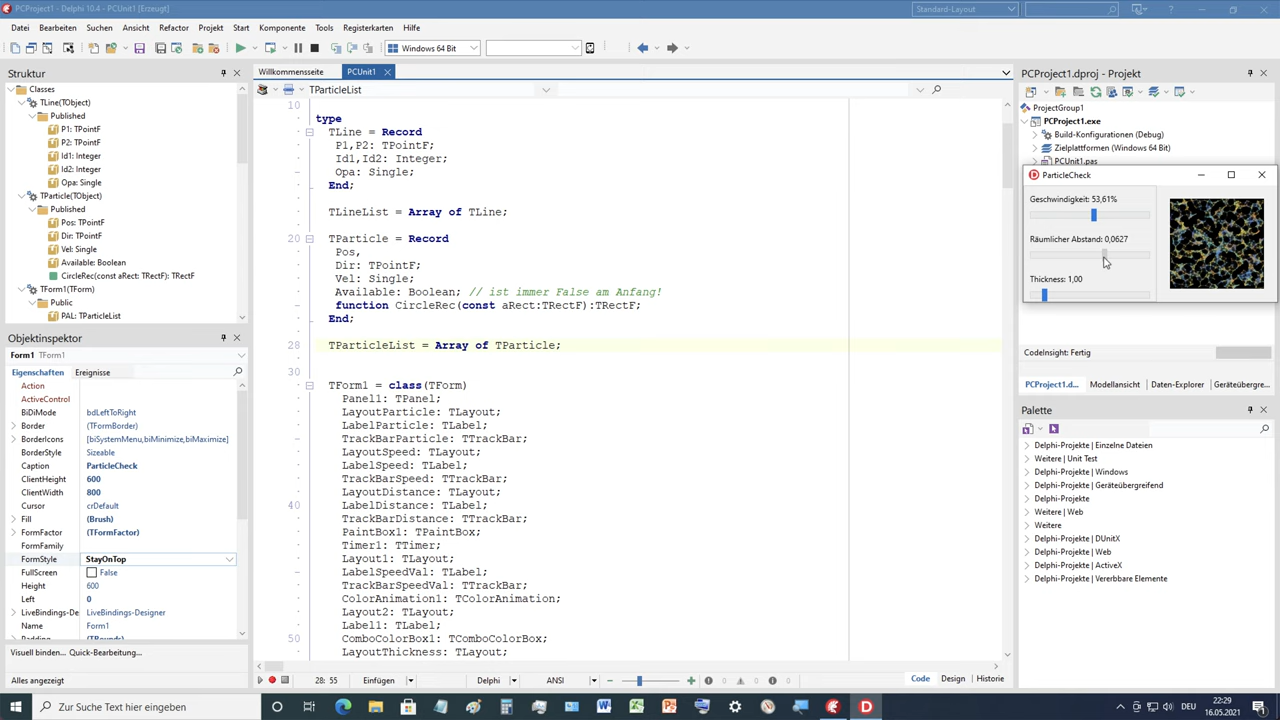 PCProject1 - Delphi 10.4 - PCUnit1 [Erzeugt]
Standard-Layout
Datei Bearbeiten Suchen Ansicht Refactor Projekt Start Komponente Tools Registerkarten Hilfe
Windows 64 Bit
Struktur
Classes
TLine(TObject)
Published
P1: TPointF
P2: TPointF
Id1: Integer
Id2: Integer
Opa: Single
TParticle(TObject)
Published
Pos: TPointF
Dir: TPointF
Vel: Single
Available: Boolean
CircleRec(const aRect: TRectF): TRectF
TForm1(TForm)
Public
PAL: TParticleList
Objektinspektor
Form1 TForm1
Eigenschaften Ereignisse
Action
ActiveControl
BiDiMode bdLeftToRight
Border (TFormBorder)
BorderIcons [biSystemMenu,biMinimize,biMaximize]
BorderStyle Sizeable
Caption ParticleCheck
ClientHeight 600
ClientWidth 800
Cursor crDefault
Fill (Brush)
FormFactor (TFormFactor)
FormFamily
FormStyle StayOnTop
FullScreen False
Height 600
Left 0
LiveBindings-De LiveBindings-Designer
Name Form1
Padding (TBounds)
Visuell binden... Quick-Bearbeitung...
Alles angezeigt
Willkommensseite PCUnit1
TParticleList
10
type
TLine = Record
P1,P2: TPointF;
Id1,Id2: Integer;
Opa: Single;
End;
TLineList = Array of TLine;
20 TParticle = Record
Pos,
Dir: TPointF;
Vel: Single;
Available: Boolean; // ist immer False am Anfang!
function CircleRec(const aRect:TRectF):TRectF;
End;
28 TParticleList = Array of TParticle;
30
TForm1 = class(TForm)
Panel1: TPanel;
LayoutParticle: TLayout;
LabelParticle: TLabel;
TrackBarParticle: TTrackBar;
LayoutSpeed: TLayout;
LabelSpeed: TLabel;
TrackBarSpeed: TTrackBar;
LayoutDistance: TLayout;
40 LabelDistance: TLabel;
TrackBarDistance: TTrackBar;
PaintBox1: TPaintBox;
Timer1: TTimer;
Layout1: TLayout;
LabelSpeedVal: TLabel;
TrackBarSpeedVal: TTrackBar;
ColorAnimation1: TColorAnimation;
Layout2: TLayout;
Label1: TLabel;
50 ComboColorBox1: TComboColorBox;
LayoutThickness: TLayout;
28: 55 Einfügen Delphi ANSI 0 0 0 Code Design Historie
PCProject1.dproj - Projekt
ProjectGroup1
PCProject1.exe
Build-Konfigurationen (Debug)
Zielplattformen (Windows 64 Bit)
PCUnit1.pas
ParticleCheck
Geschwindigkeit: 53,61%
Räumlicher Abstand: 0,0627
Thickness: 1,00
CodeInsight: Fertig
PCProject1.d... Modellansicht Daten-Explorer Geräteübergre...
Palette
Delphi-Projekte | Einzelne Dateien
Weitere | Unit Test
Delphi-Projekte | Windows
Delphi-Projekte | Geräteübergreifend
Delphi-Projekte
Weitere | Web
Weitere
Delphi-Projekte | DUnitX
Delphi-Projekte | Web
Delphi-Projekte | ActiveX
Delphi-Projekte | Vererbbare Elemente
Zur Suche Text hier eingeben
DEU
22:29
16.05.2021